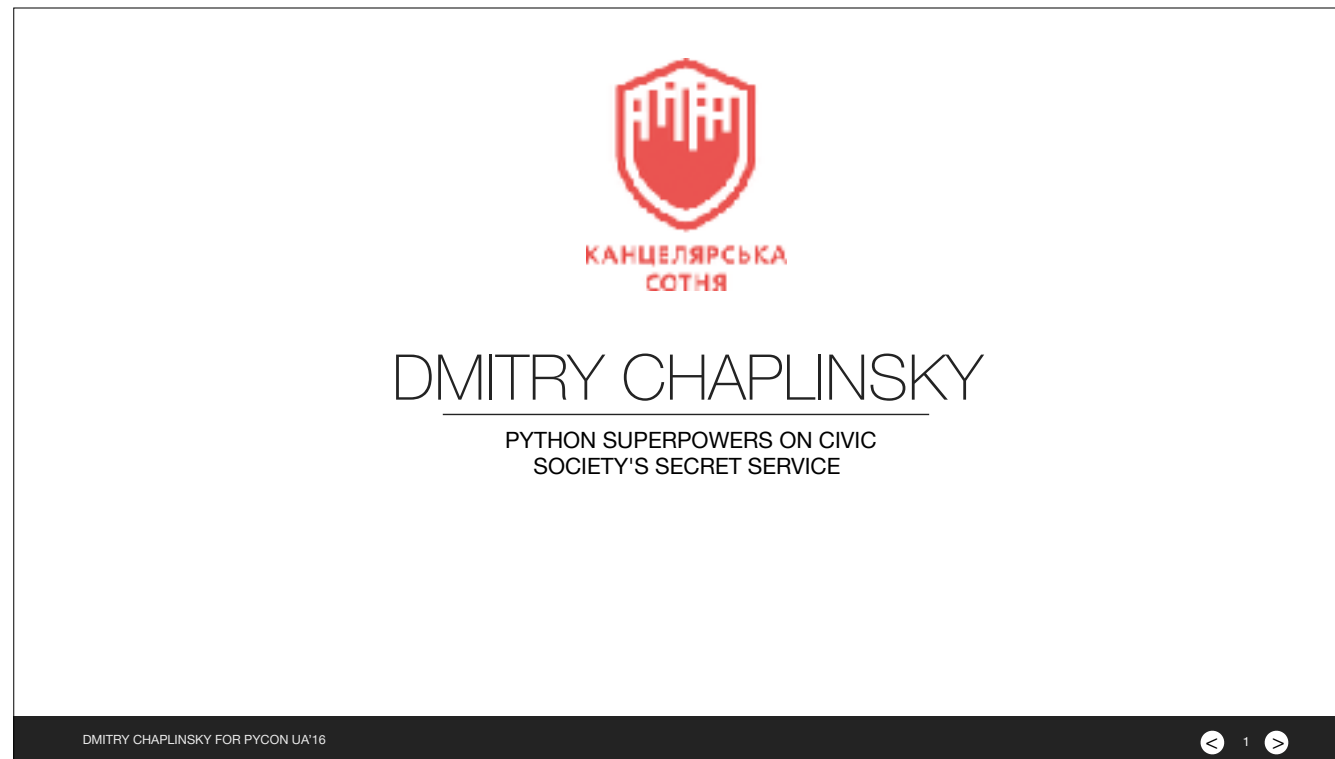 КАНЦЕЛЯРСЬКА
СОТНЯ
DMITRY CHAPLINSKY
PYTHON SUPERPOWERS ON CIVIC
SOCIETY'S SECRET SERVICE
DMITRY CHAPLINSKY FOR PYCON UA'16
< 1 >